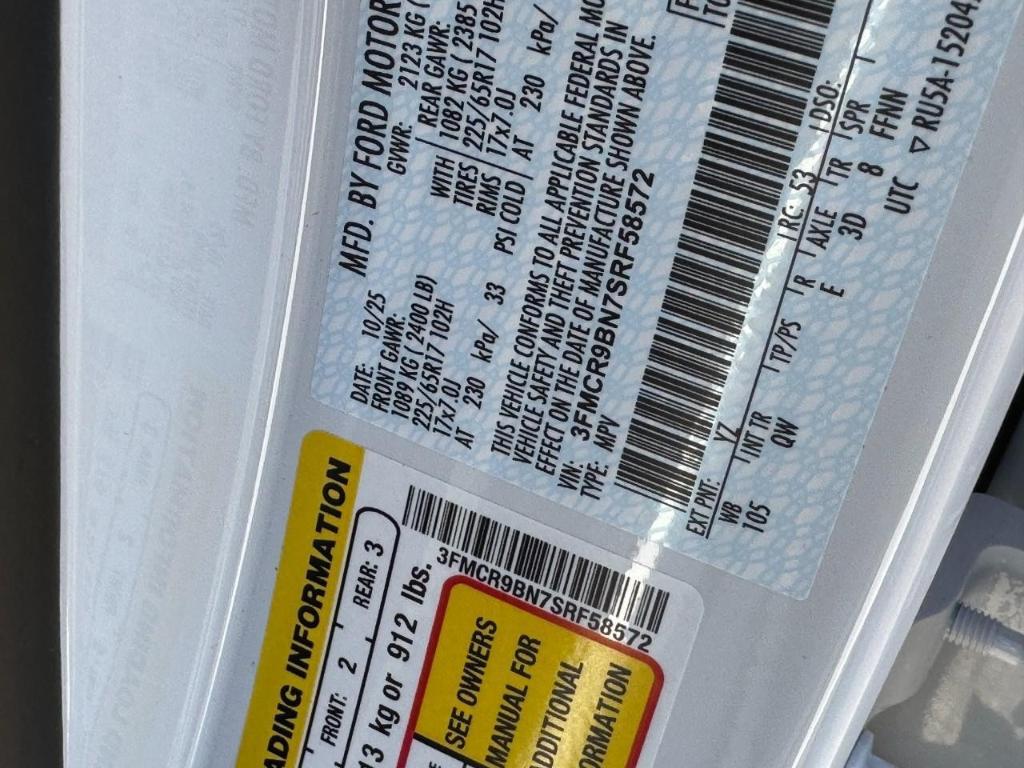 MFD. BY FORD MOTOR
DATE: 10/25 GVWR: 2123 KG (
FRONT GAWR: WITH REAR GAWR:
1089 KG ( 2400 LB) TIRES 1082 KG ( 2385
225/65R17 102H RIMS 225/65R17 102H
17x7.0J 17x7.0J
AT 230 kPa/ 33 PSI COLD AT 230 kPa/
THIS VEHICLE CONFORMS TO ALL APPLICABLE FEDERAL MO
VEHICLE SAFETY AND THEFT PREVENTION STANDARDS IN
EFFECT ON THE DATE OF MANUFACTURE SHOWN ABOVE.
VIN: 3FMCR9BN7SRF58572
TYPE: MPV
EXT PNT: YZ RC: 53 DSO:
WB INT TR TP/PS R AXLE TR SPR
105 QW E 3D 8 FFNN
UTC ▽ RUSA-15204
ADING INFORMATION
FRONT: 2 REAR: 3
13 kg or 912 lbs.
3FMCR9BN7SRF58572
SEE OWNERS
MANUAL FOR
ADDITIONAL
ORMATION